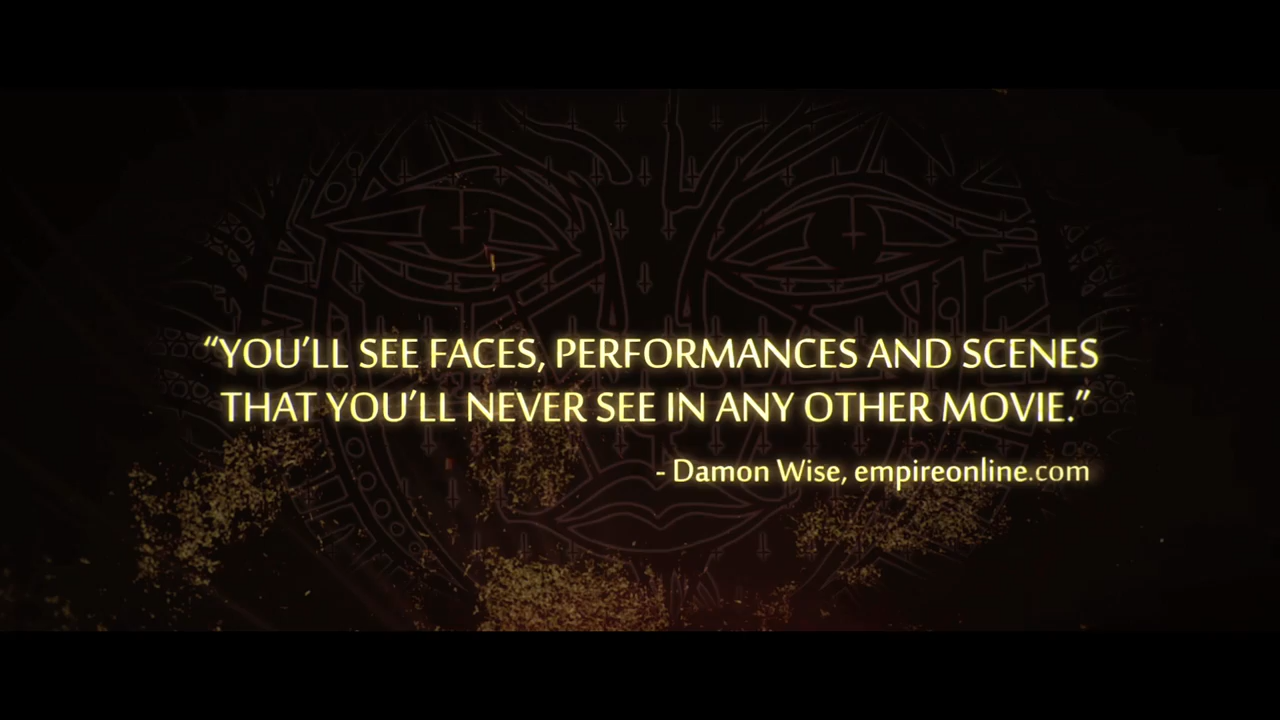 “YOU’LL SEE FACES, PERFORMANCES AND SCENES
THAT YOU’LL NEVER SEE IN ANY OTHER MOVIE.”
- Damon Wise, empireonline.com